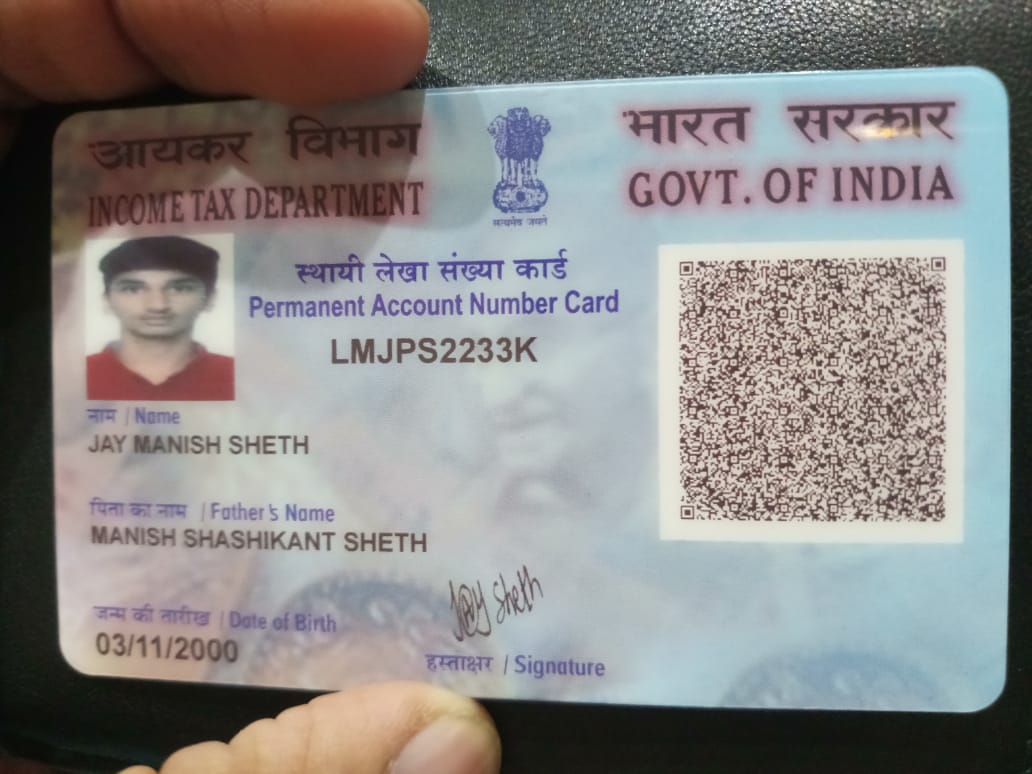 आयकर विभाग
INCOME TAX DEPARTMENT
सत्यमेव जयते
भारत सरकार
GOVT. OF INDIA
स्थायी लेखा संख्या कार्ड
Permanent Account Number Card
LMJPS2233K
नाम / Name
JAY MANISH SHETH
पिता का नाम / Father's Name
MANISH SHASHIKANT SHETH
जन्म की तारीख / Date of Birth
03/11/2000
Jay Sheth
हस्ताक्षर / Signature